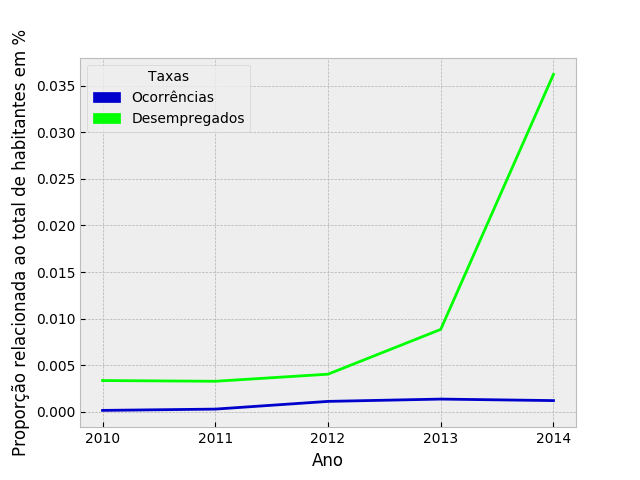 Proporção relacionada ao total de habitantes em %
0.035
0.030
0.025
0.020
0.015
0.010
0.005
0.000
Taxas
Ocorrências
Desempregados
2010 2011 2012 2013 2014
Ano